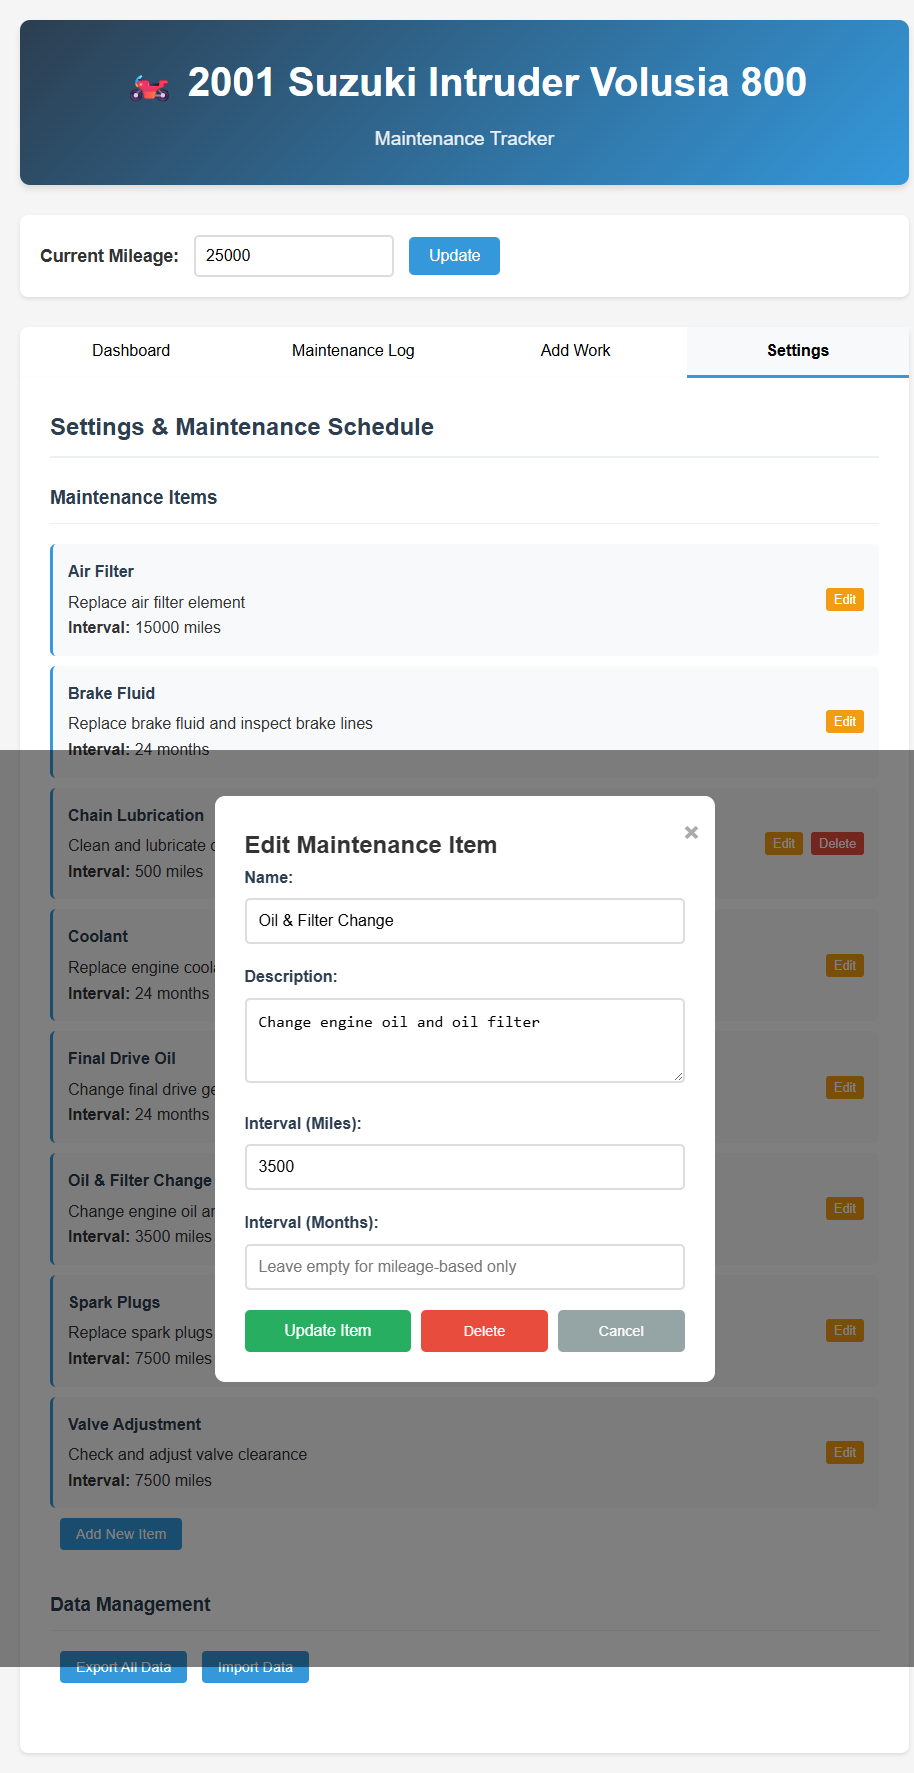 2001 Suzuki Intruder Volusia 800
Maintenance Tracker
Current Mileage: 25000 Update
Dashboard Maintenance Log Add Work Settings
Settings & Maintenance Schedule
Maintenance Items
Air Filter
Replace air filter element
Interval: 15000 miles
Edit
Brake Fluid
Replace brake fluid and inspect brake lines
Interval: 24 months
Edit
Chain Lubrication
Clean and lubricate
Interval: 500 miles
Edit Delete
Coolant
Replace engine
Interval: 24 months
Edit
Final Drive Oil
Change final drive
Interval: 24 months
Edit
Oil & Filter Change
Change engine oil
Interval: 3500 miles
Edit
Spark Plugs
Replace spark plugs
Interval: 7500 miles
Edit
Valve Adjustment
Check and adjust valve clearance
Interval: 7500 miles
Edit
Add New Item
Data Management
Export All Data Import Data
Edit Maintenance Item
×
Name:
Oil & Filter Change
Description:
Change engine oil and oil filter
Interval (Miles):
3500
Interval (Months):
Leave empty for mileage-based only
Update Item Delete Cancel